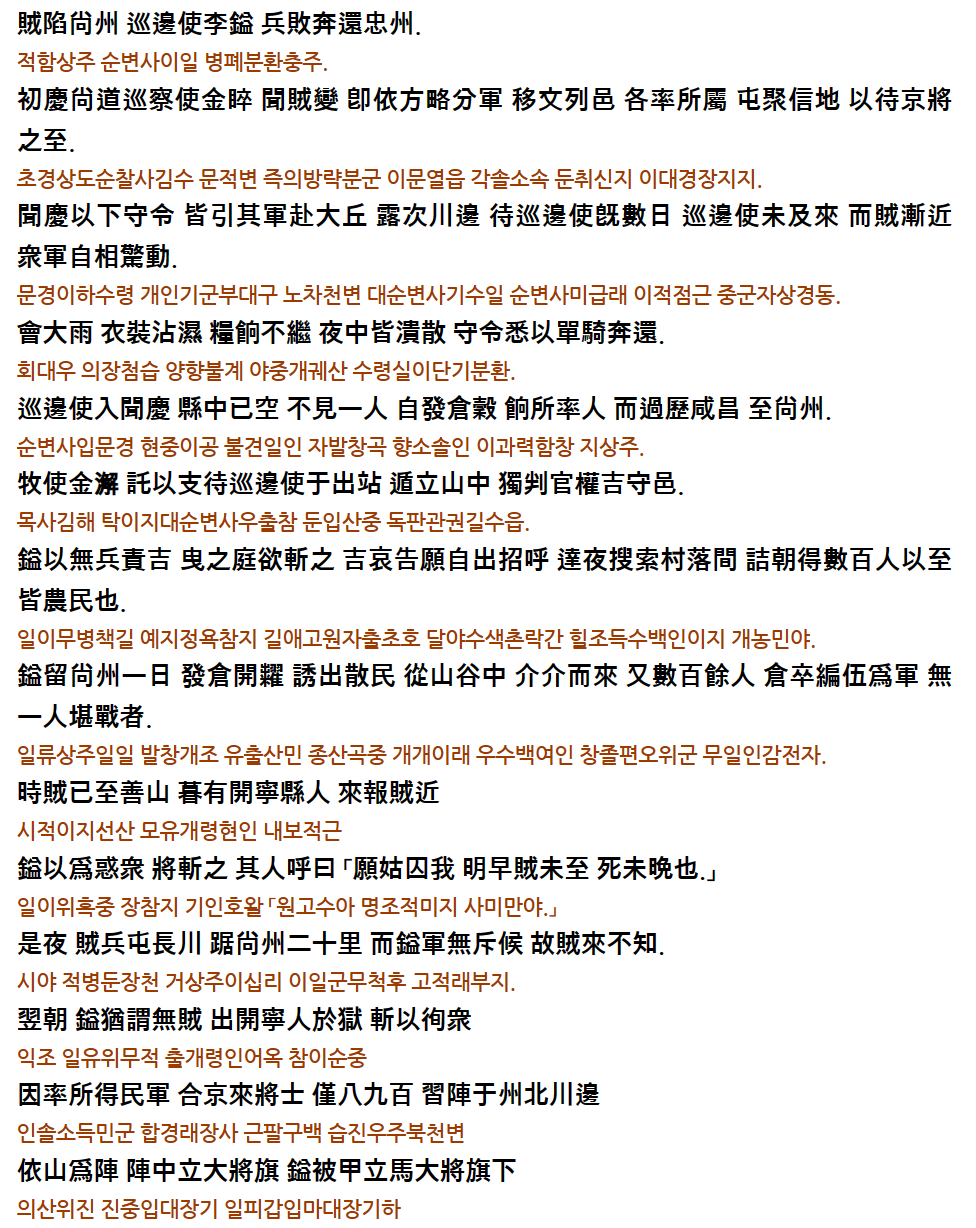 賊陷尙州 巡邊使李鎰 兵敗奔還忠州.
적함상주 순변사이일 병폐분환충주.
初慶尙道巡察使金睟 聞賊變 卽依方略分軍 移文列邑 各率所屬 屯聚信地 以待京將
之至.
초경상도순찰사김수 문적변 즉의방략분군 이문열읍 각솔소속 둔취신지 이대경장지지.
聞慶以下守令 皆引其軍赴大丘 露次川邊 待巡邊使旣數日 巡邊使未及來 而賊漸近
衆軍自相驚動.
문경이하수령 개인기군부대구 노차천변 대순변사기수일 순변사미급래 이적점근 중군자상경동.
會大雨 衣裝沾濕 糧餉不繼 夜中皆潰散 守令悉以單騎奔還.
회대우 의장첨습 양향불계 야중개궤산 수령실이단기분환.
巡邊使入聞慶 縣中已空 不見一人 自發倉穀 餉所率人 而過歷咸昌 至尙州.
순변사입문경 현중이공 불견일인 자발창곡 향소솔인 이과력함창 지상주.
牧使金澥 託以支待巡邊使于出站 遁立山中 獨判官權吉守邑.
목사김해 탁이지대순변사우출참 둔입산중 독판관권길수읍.
鎰以無兵責吉 曳之庭欲斬之 吉哀告願自出招呼 達夜搜索村落間 詰朝得數百人以至
皆農民也.
일이무병책길 예지정욕참지 길애고원자출초호 달야수색촌락간 힐조득수백인이지 개농민야.
鎰留尙州一日 發倉開糶 誘出散民 從山谷中 介介而來 又數百餘人 倉卒編伍爲軍 無
一人堪戰者.
일류상주일일 발창개조 유출산민 종산곡중 개개이래 우수백여인 창졸편오위군 무일인감전자.
時賊已至善山 暮有開寧縣人 來報賊近
시적이지선산 모유개령현인 내보적근
鎰以爲惑衆 將斬之 其人呼曰「願姑囚我 明早賊未至 死未晩也.」
일이위혹중 장참지 기인호왈「원고수아 명조적미지 사미만야.」
是夜 賊兵屯長川 踞尙州二十里 而鎰軍無斥候 故賊來不知.
시야 적병둔장천 거상주이십리 이일군무척후 고적래부지.
翌朝 鎰猶謂無賊 出開寧人於獄 斬以徇衆
익조 일유위무적 출개령인어옥 참이순중
因率所得民軍 合京來將士 僅八九百 習陣于州北川邊
인솔소득민군 합경래장사 근팔구백 습진우주북천변
依山爲陣 陣中立大將旗 鎰被甲立馬大將旗下
의산위진 진중입대장기 일피갑입마대장기하